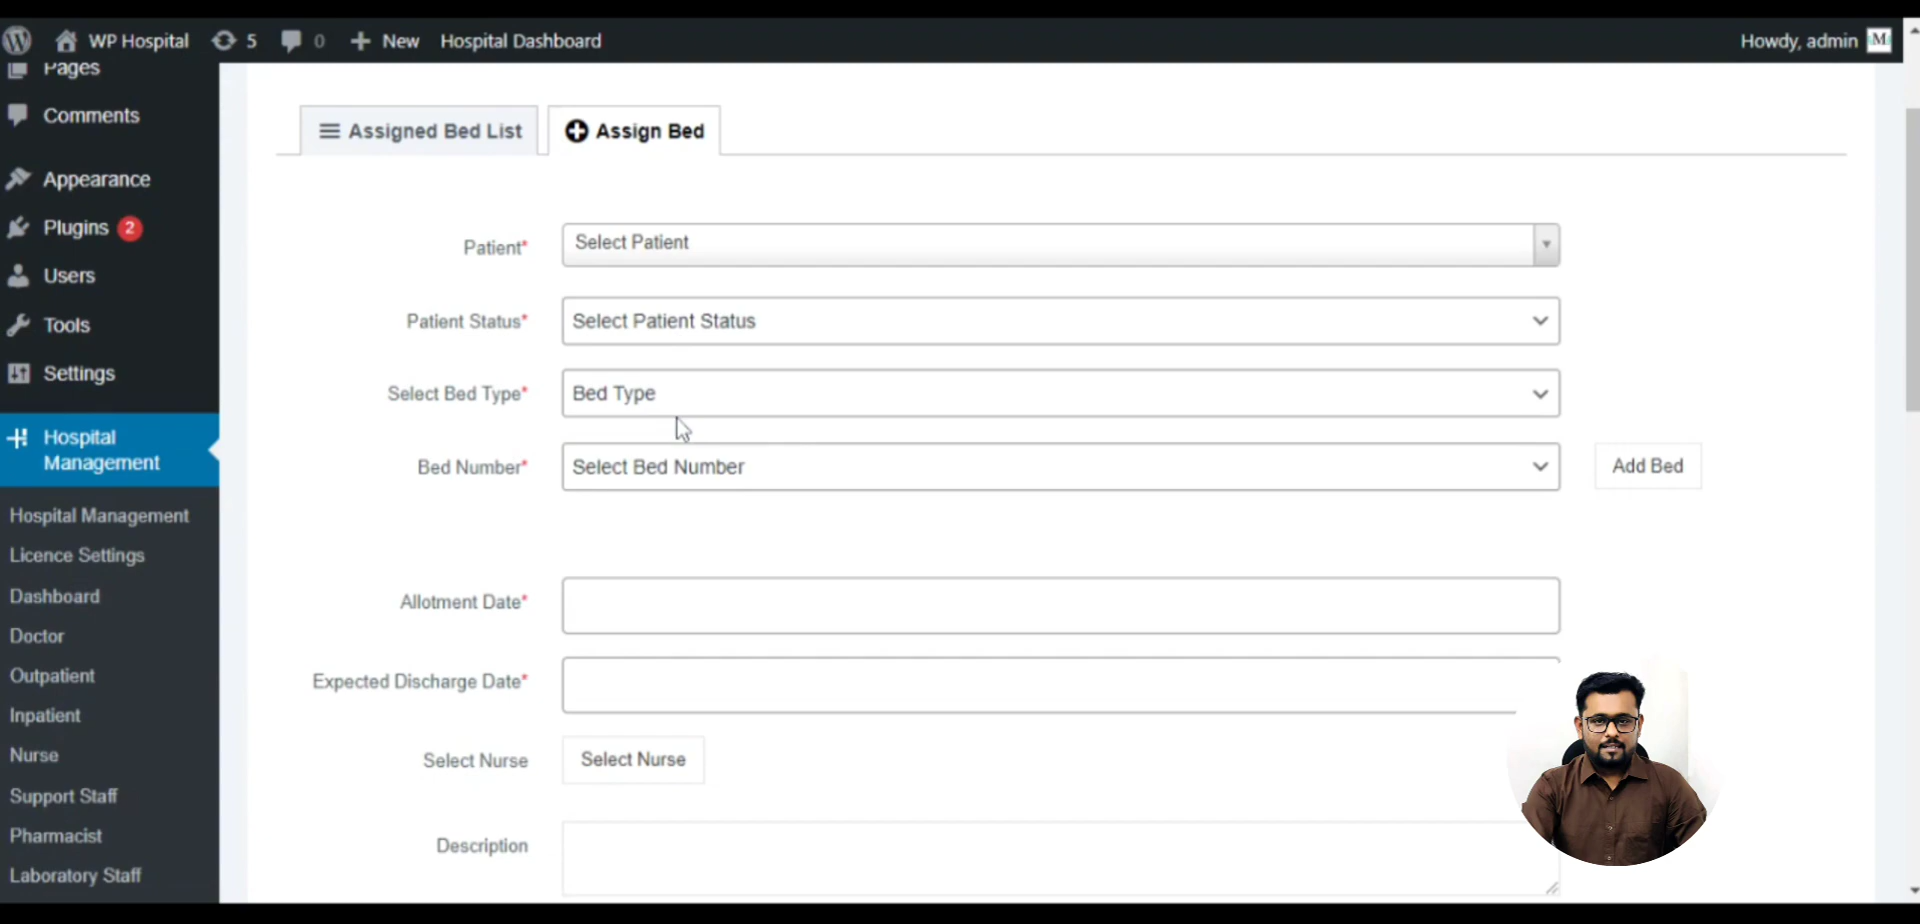 WP Hospital 5 0 New Hospital Dashboard Howdy, admin M
Pages
Comments
Appearance
Plugins 2
Users
Tools
Settings
Hospital
Management
Hospital Management
Licence Settings
Dashboard
Doctor
Outpatient
Inpatient
Nurse
Support Staff
Pharmacist
Laboratory Staff
Assigned Bed List Assign Bed
Patient* Select Patient
Patient Status* Select Patient Status
Select Bed Type* Bed Type
Bed Number* Select Bed Number Add Bed
Allotment Date*
Expected Discharge Date*
Select Nurse Select Nurse
Description